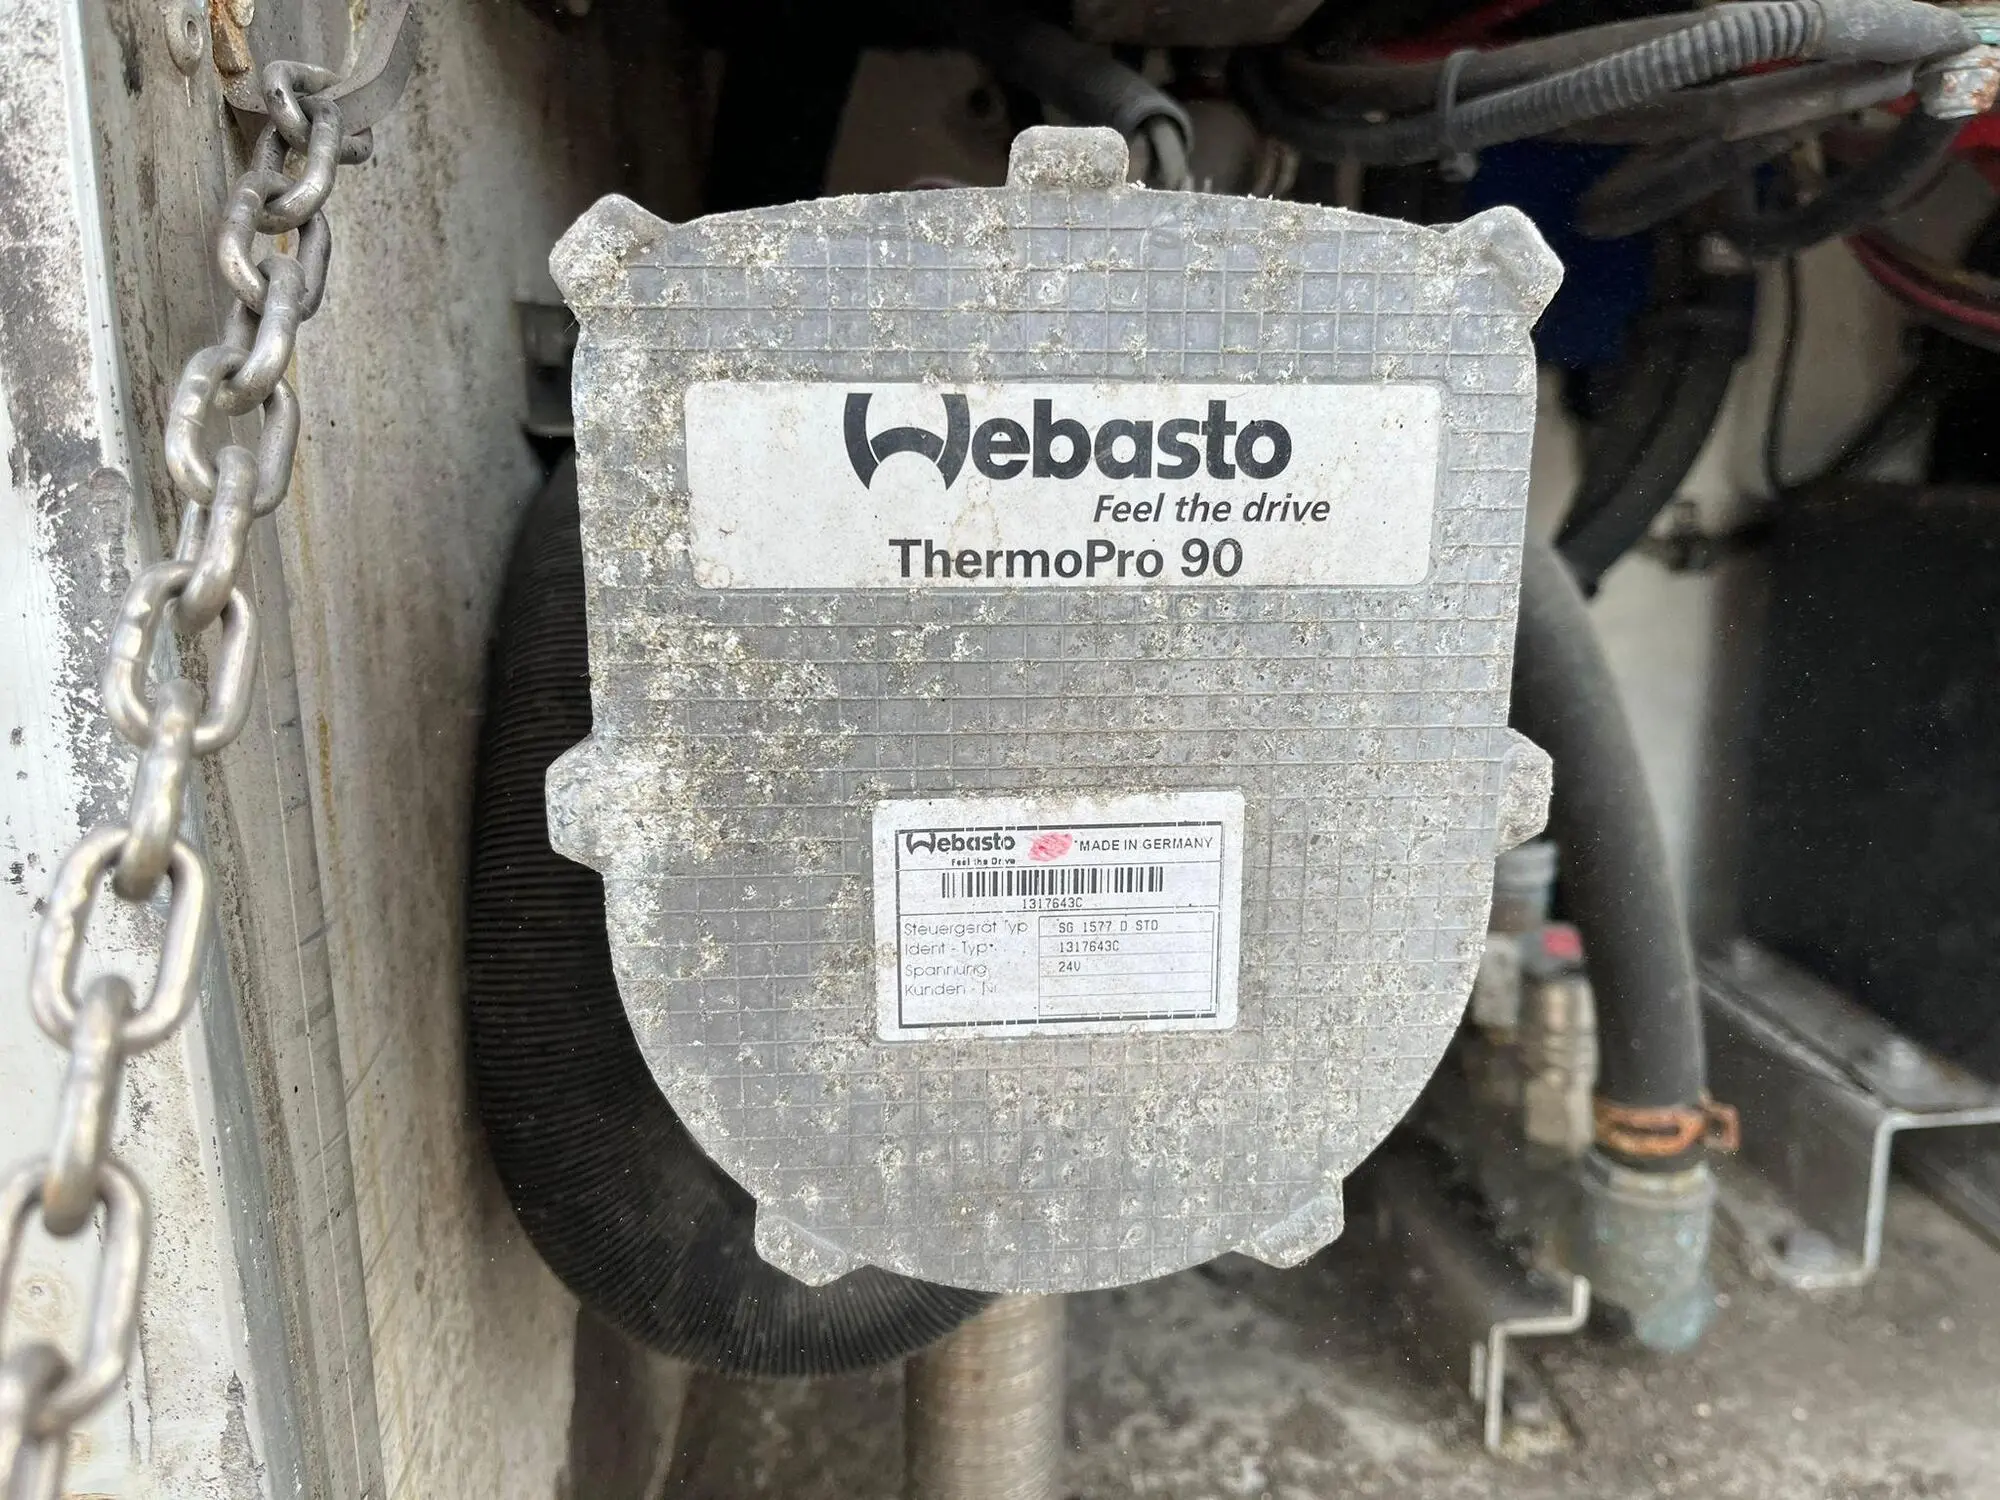 Webasto
Feel the drive
ThermoPro 90
Webasto MADE IN GERMANY
Feel the Drive
1317643C
Steuergerät Typ SG 1577 D STD
Ident - Typ 1317643C
Spannung 24V
Kunden - Nr